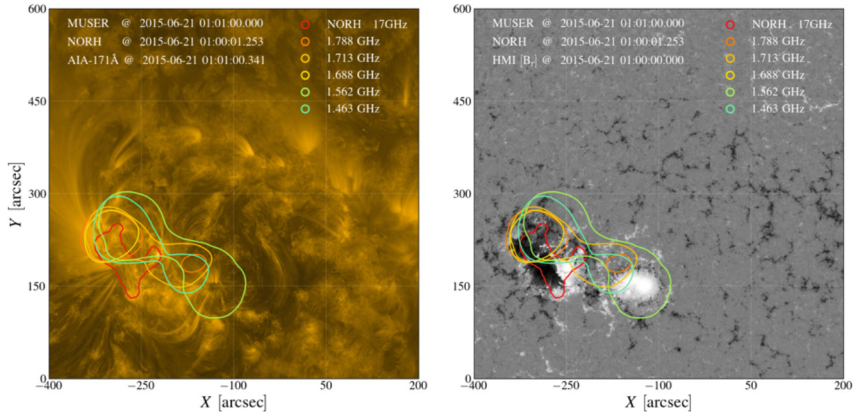 MUSER @ 2015-06-21 01:01:00.000
NORH @ 2015-06-21 01:00:01.253
AIA-171Å @ 2015-06-21 01:01:00.341
NORH 17GHz
1.788 GHz
1.713 GHz
1.688 GHz
1.562 GHz
1.463 GHz
600
450
300
150
0
Y [arcsec]
−400
−250
−100
50
200
X [arcsec]
MUSER @ 2015-06-21 01:01:00.000
NORH @ 2015-06-21 01:00:01.253
HMI [Br] @ 2015-06-21 01:00:00.000
NORH 17GHz
1.788 GHz
1.713 GHz
1.688 GHz
1.562 GHz
1.463 GHz
600
450
300
150
0
−400
−250
−100
50
200
X [arcsec]